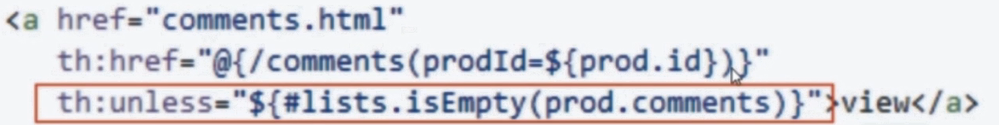 <a href="comments.html"
th:href="@{/comments(prodId=${prod.id})}"
th:unless="${#lists.isEmpty(prod.comments)}">view</a>